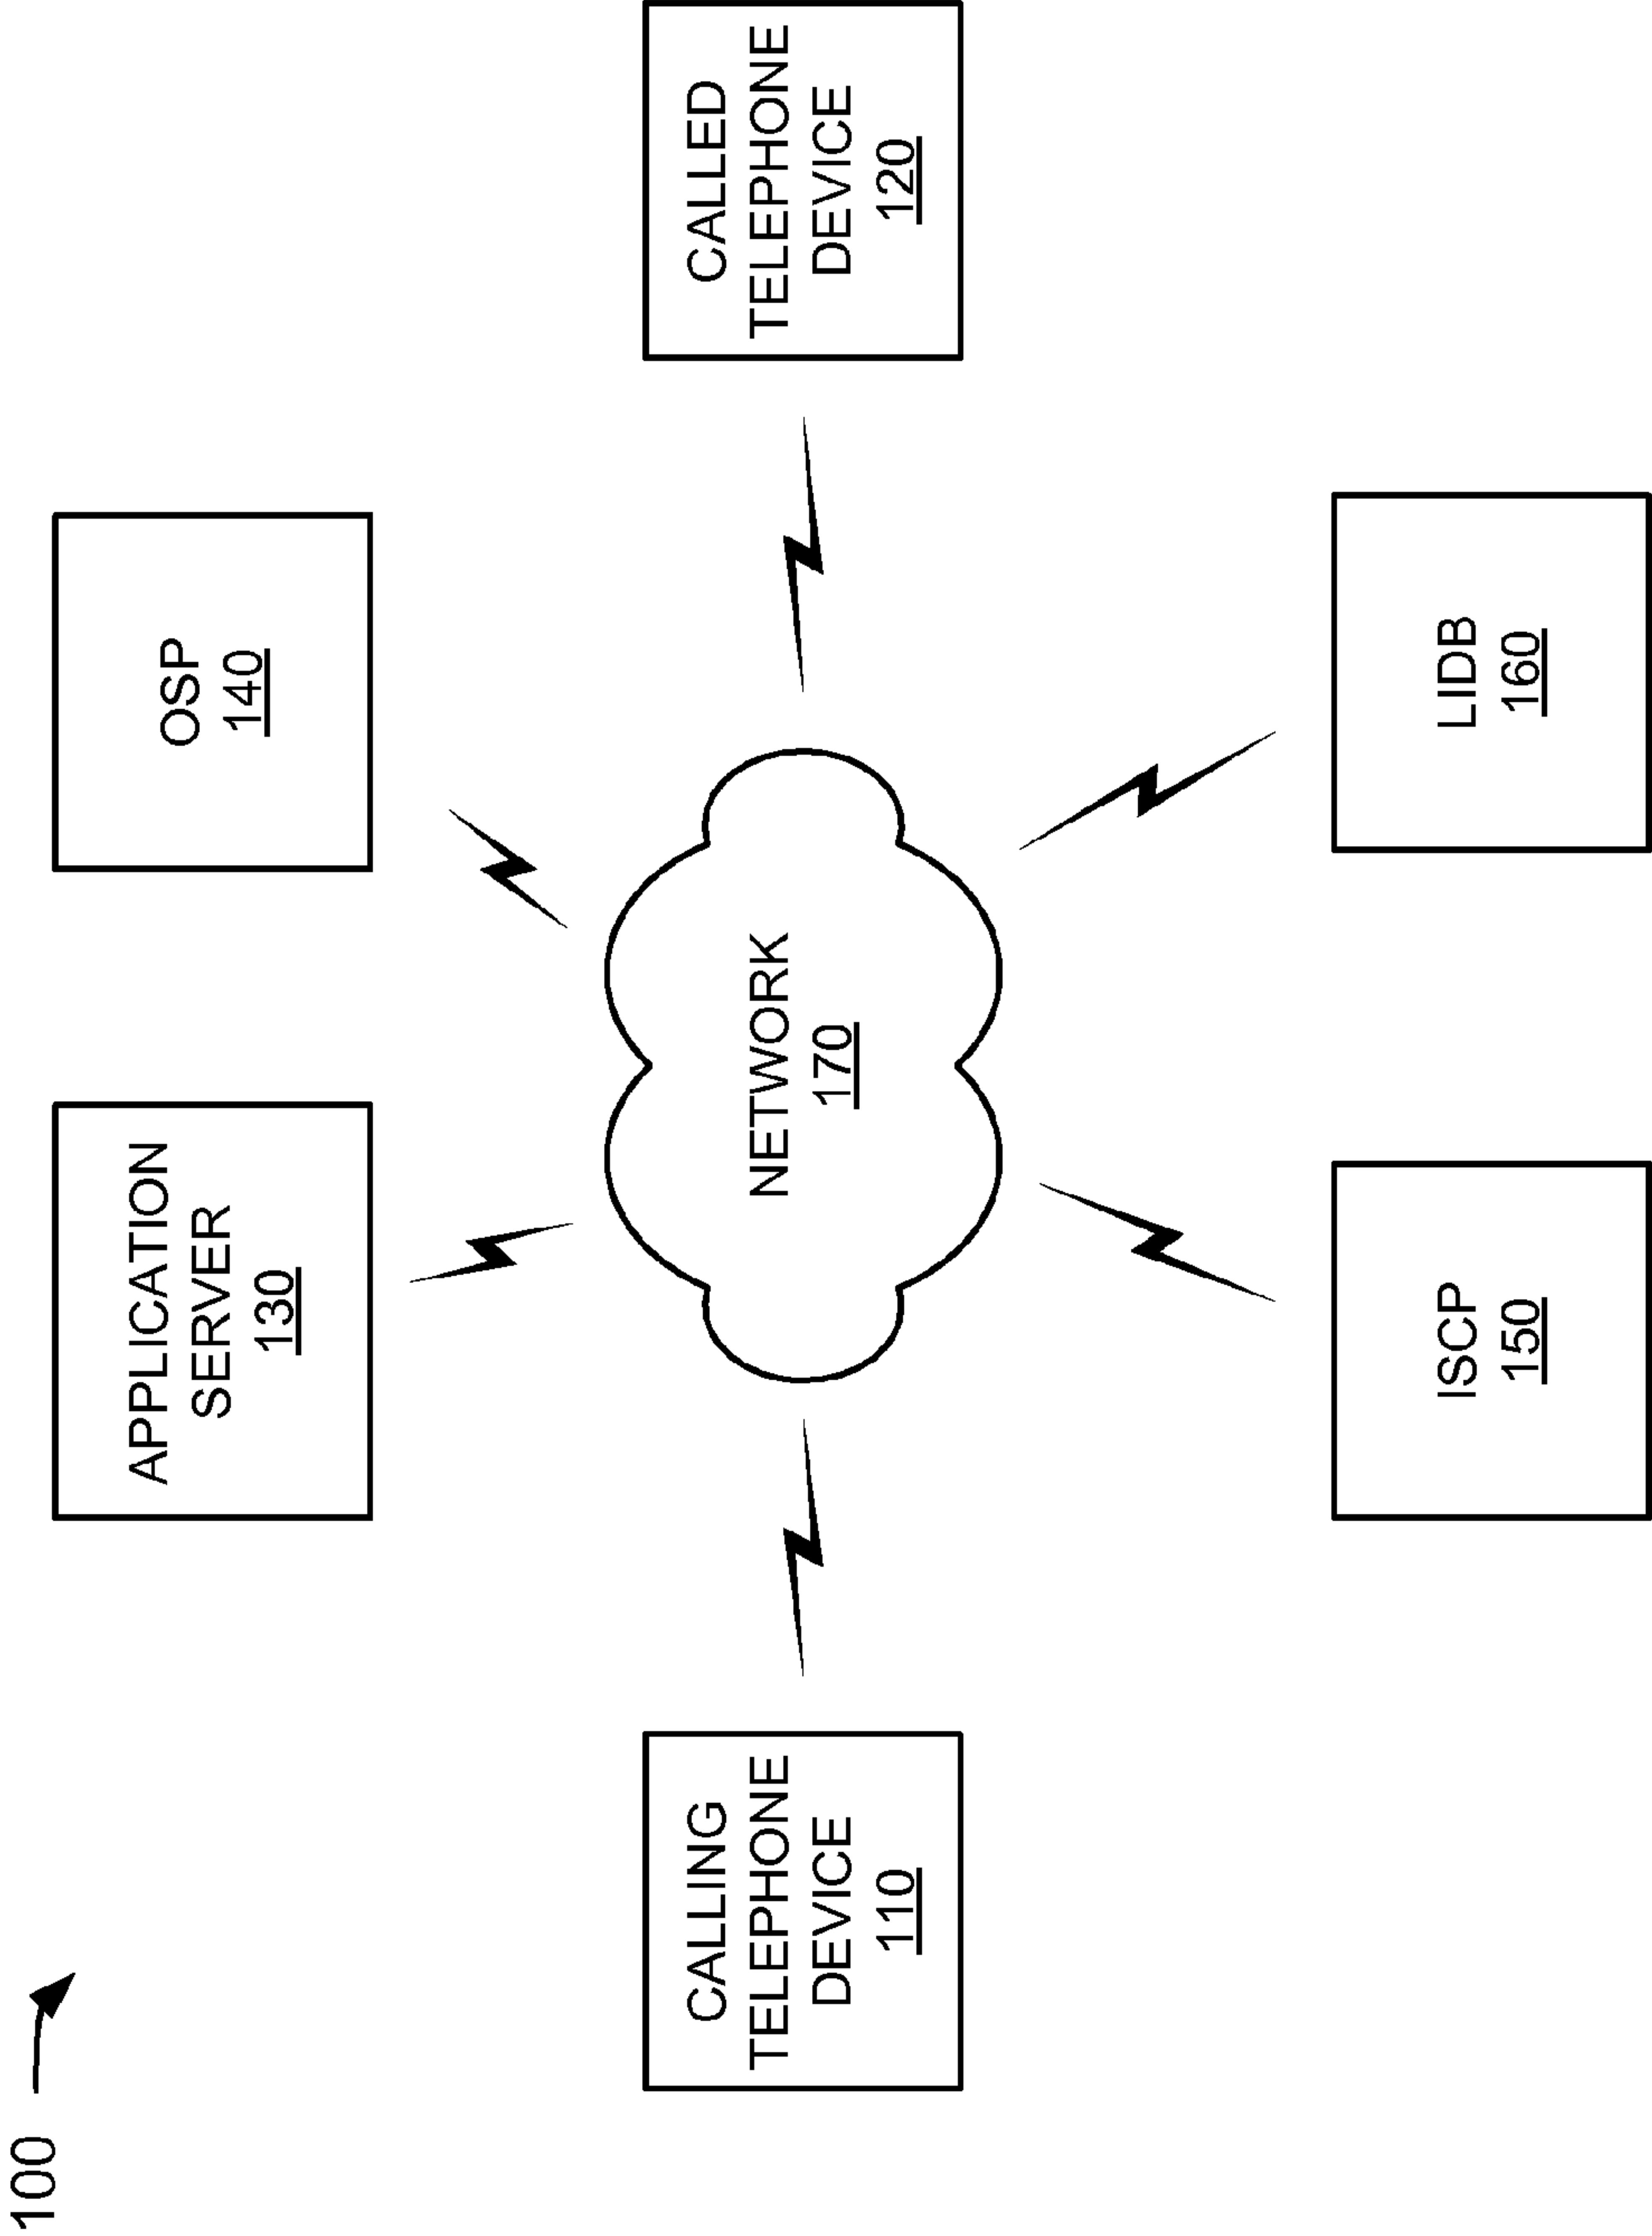 100
APPLICATION
SERVER
130
OSP
140
CALLING
TELEPHONE
DEVICE
110
NETWORK
170
CALLED
TELEPHONE
DEVICE
120
ISCP
150
LIDB
160